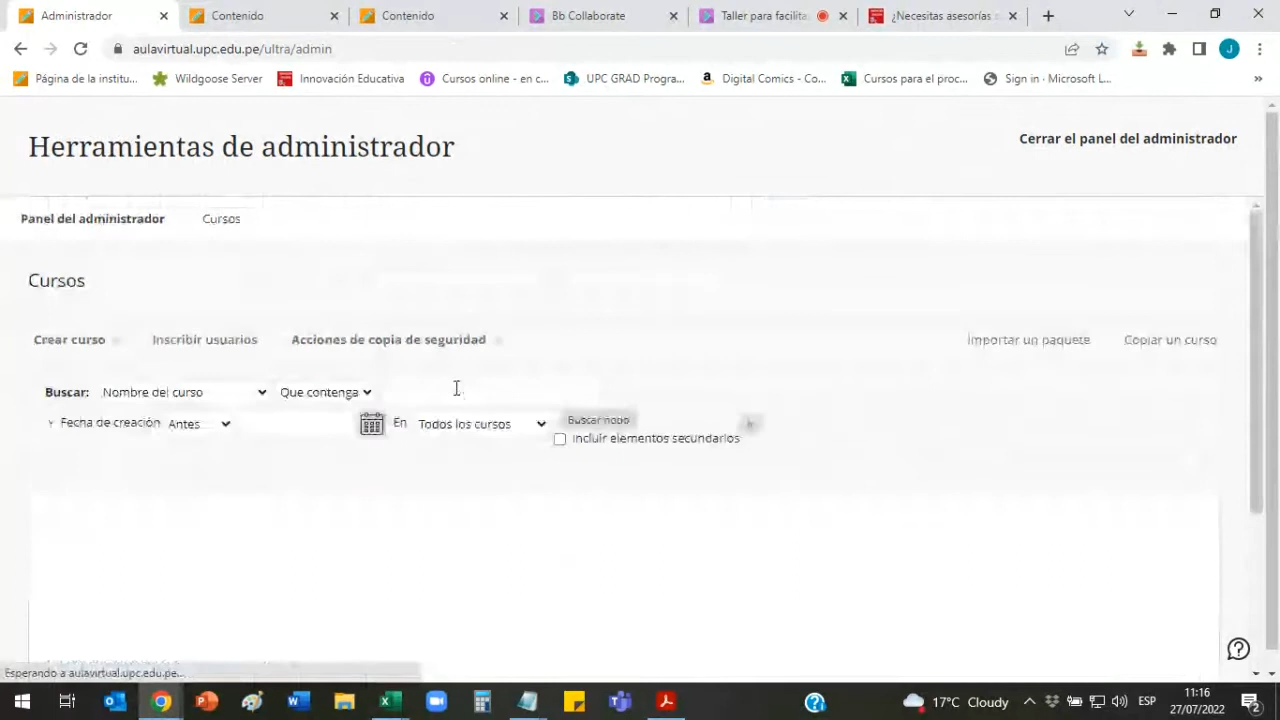 Administrador
Contenido
Contenido
Bb Collaborate
Taller para facilita
¿Necesitas asesorías
aulavirtual.upc.edu.pe/ultra/admin
J
Página de la institu...
Wildgoose Server
Innovación Educativa
Cursos online - en c...
UPC GRAD Progra...
Digital Comics - Co...
Cursos para el proc...
Sign in · Microsoft L...
»
Herramientas de administrador
Cerrar el panel del administrador
Panel del administrador
Cursos
Cursos
Crear curso
Inscribir usuarios
Acciones de copia de seguridad
Importar un paquete
Copiar un curso
Buscar: Nombre del curso Que contenga
Y Fecha de creación Antes En Todos los cursos
Incluir elementos secundarios
Esperando a aulavirtual.upc.edu.pe...
17°C Cloudy
ESP
11:16
27/07/2022
2